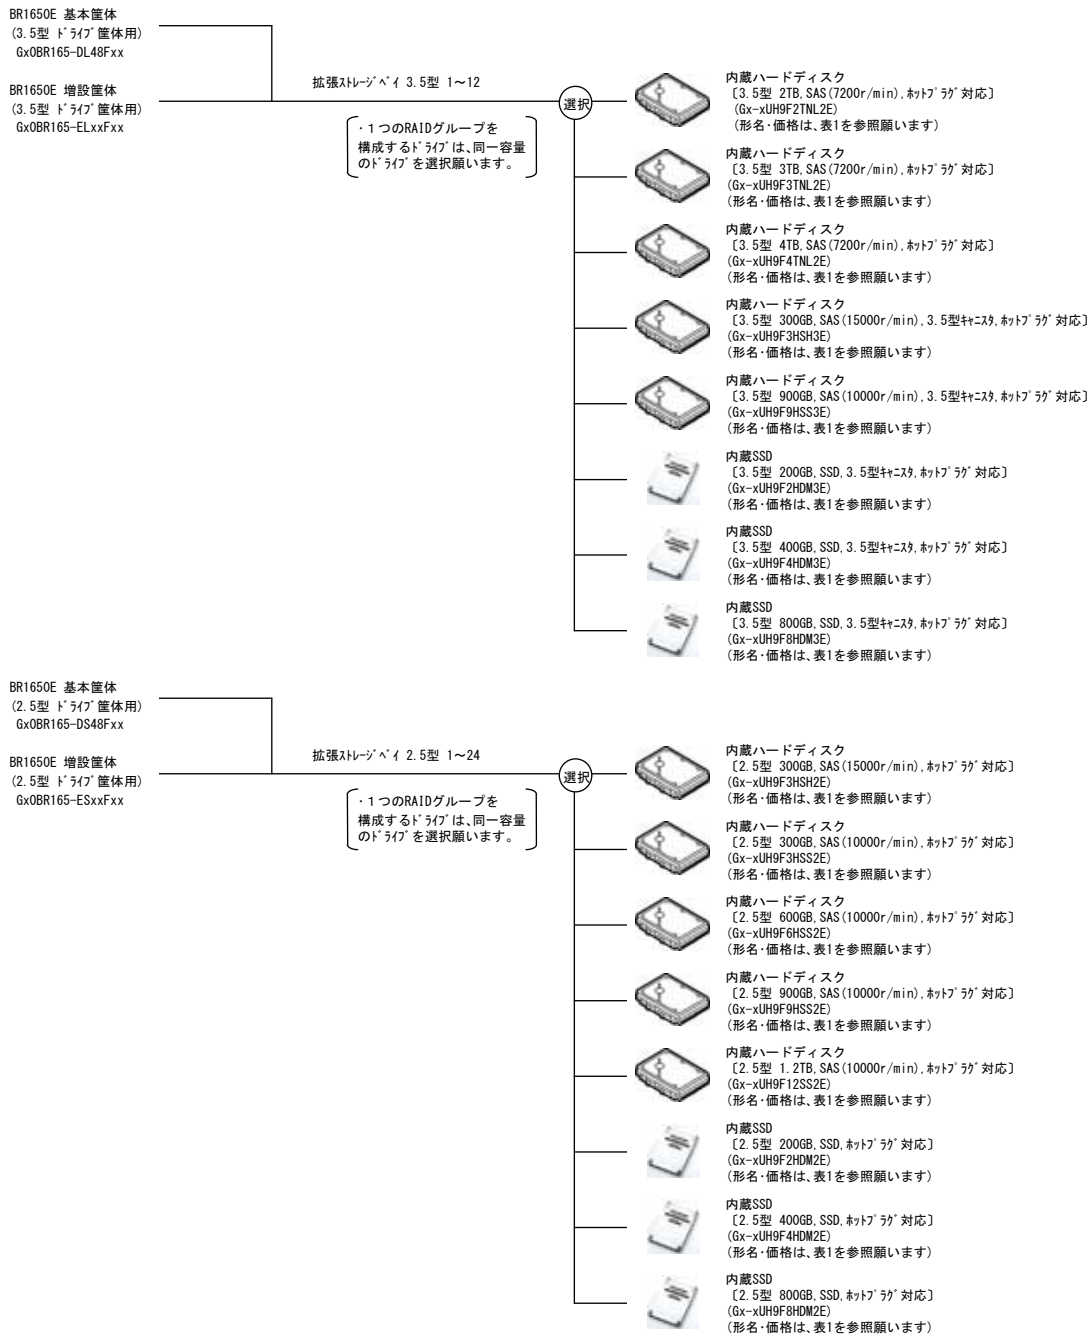 BR1650E 基本筐体
(3.5型 ﾄﾞﾗｲﾌﾞ筐体用)
GxOBR165-DL48Fxx
BR1650E 増設筐体
(3.5型 ﾄﾞﾗｲﾌﾞ筐体用)
GxOBR165-ELxxFxx
拡張ｽﾄﾚｰｼﾞﾍﾞｲ 3.5型 1～12
・１つのRAIDグループを
構成するﾄﾞﾗｲﾌﾞは、同一容量
のﾄﾞﾗｲﾌﾞを選択願います。
選択
内蔵ハードディスク
〔3.5型 2TB,SAS(7200r/min),ﾎｯﾄﾌﾟﾗｸﾞ対応〕
(Gx-xUH9F2TNL2E)
(形名・価格は、表1を参照願います)
内蔵ハードディスク
〔3.5型 3TB,SAS(7200r/min),ﾎｯﾄﾌﾟﾗｸﾞ対応〕
(Gx-xUH9F3TNL2E)
(形名・価格は、表1を参照願います)
内蔵ハードディスク
〔3.5型 4TB,SAS(7200r/min),ﾎｯﾄﾌﾟﾗｸﾞ対応〕
(Gx-xUH9F4TNL2E)
(形名・価格は、表1を参照願います)
内蔵ハードディスク
〔3.5型 300GB,SAS(15000r/min),3.5型ｷｬﾆｽﾀ,ﾎｯﾄﾌﾟﾗｸﾞ対応〕
(Gx-xUH9F3HSH3E)
(形名・価格は、表1を参照願います)
内蔵ハードディスク
〔3.5型 900GB,SAS(10000r/min),3.5型ｷｬﾆｽﾀ,ﾎｯﾄﾌﾟﾗｸﾞ対応〕
(Gx-xUH9F9HSS3E)
(形名・価格は、表1を参照願います)
内蔵SSD
〔3.5型 200GB,SSD,3.5型ｷｬﾆｽﾀ,ﾎｯﾄﾌﾟﾗｸﾞ対応〕
(Gx-xUH9F2HDM3E)
(形名・価格は、表1を参照願います)
内蔵SSD
〔3.5型 400GB,SSD,3.5型ｷｬﾆｽﾀ,ﾎｯﾄﾌﾟﾗｸﾞ対応〕
(Gx-xUH9F4HDM3E)
(形名・価格は、表1を参照願います)
内蔵SSD
〔3.5型 800GB,SSD,3.5型ｷｬﾆｽﾀ,ﾎｯﾄﾌﾟﾗｸﾞ対応〕
(Gx-xUH9F8HDM3E)
(形名・価格は、表1を参照願います)
BR1650E 基本筐体
(2.5型 ﾄﾞﾗｲﾌﾞ筐体用)
GxOBR165-DS48Fxx
BR1650E 増設筐体
(2.5型 ﾄﾞﾗｲﾌﾞ筐体用)
GxOBR165-ESxxFxx
拡張ｽﾄﾚｰｼﾞﾍﾞｲ 2.5型 1～24
・１つのRAIDグループを
構成するﾄﾞﾗｲﾌﾞは、同一容量
のﾄﾞﾗｲﾌﾞを選択願います。
選択
内蔵ハードディスク
〔2.5型 300GB,SAS(15000r/min),ﾎｯﾄﾌﾟﾗｸﾞ対応〕
(Gx-xUH9F3HSH2E)
(形名・価格は、表1を参照願います)
内蔵ハードディスク
〔2.5型 300GB,SAS(10000r/min),ﾎｯﾄﾌﾟﾗｸﾞ対応〕
(Gx-xUH9F3HSS2E)
(形名・価格は、表1を参照願います)
内蔵ハードディスク
〔2.5型 600GB,SAS(10000r/min),ﾎｯﾄﾌﾟﾗｸﾞ対応〕
(Gx-xUH9F6HSS2E)
(形名・価格は、表1を参照願います)
内蔵ハードディスク
〔2.5型 900GB,SAS(10000r/min),ﾎｯﾄﾌﾟﾗｸﾞ対応〕
(Gx-xUH9F9HSS2E)
(形名・価格は、表1を参照願います)
内蔵ハードディスク
〔2.5型 1.2TB,SAS(10000r/min),ﾎｯﾄﾌﾟﾗｸﾞ対応〕
(Gx-xUH9F12SS2E)
(形名・価格は、表1を参照願います)
内蔵SSD
〔2.5型 200GB,SSD,ﾎｯﾄﾌﾟﾗｸﾞ対応〕
(Gx-xUH9F2HDM2E)
(形名・価格は、表1を参照願います)
内蔵SSD
〔2.5型 400GB,SSD,ﾎｯﾄﾌﾟﾗｸﾞ対応〕
(Gx-xUH9F4HDM2E)
(形名・価格は、表1を参照願います)
内蔵SSD
〔2.5型 800GB,SSD,ﾎｯﾄﾌﾟﾗｸﾞ対応〕
(Gx-xUH9F8HDM2E)
(形名・価格は、表1を参照願います)